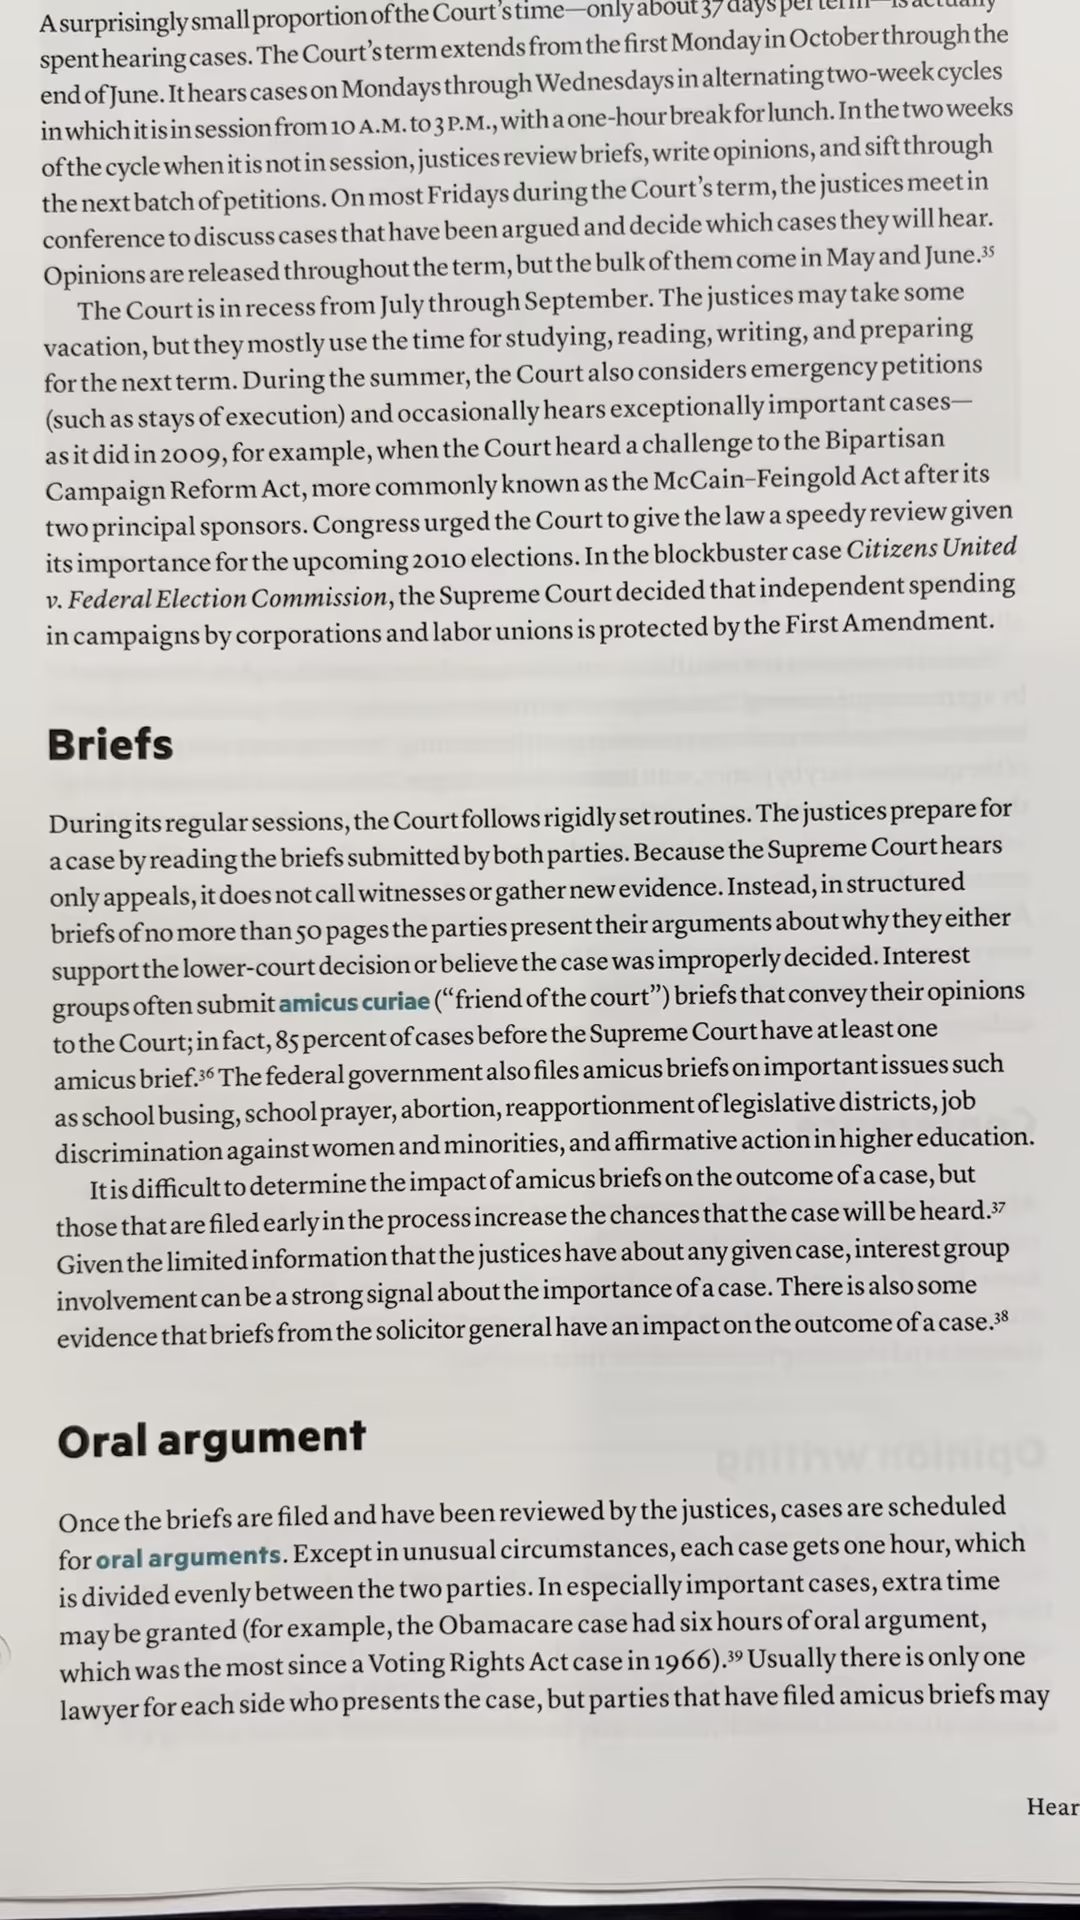 A surprisingly small proportion of the Court's time—only about 37 days per term—is actually
spent hearing cases. The Court's term extends from the first Monday in October through the
end of June. It hears cases on Mondays through Wednesdays in alternating two-week cycles
in which it is in session from 10 A.M. to 3 P.M., with a one-hour break for lunch. In the two weeks
of the cycle when it is not in session, justices review briefs, write opinions, and sift through
the next batch of petitions. On most Fridays during the Court's term, the justices meet in
conference to discuss cases that have been argued and decide which cases they will hear.
Opinions are released throughout the term, but the bulk of them come in May and June.³⁵
The Court is in recess from July through September. The justices may take some
vacation, but they mostly use the time for studying, reading, writing, and preparing
for the next term. During the summer, the Court also considers emergency petitions
(such as stays of execution) and occasionally hears exceptionally important cases—
as it did in 2009, for example, when the Court heard a challenge to the Bipartisan
Campaign Reform Act, more commonly known as the McCain–Feingold Act after its
two principal sponsors. Congress urged the Court to give the law a speedy review given
its importance for the upcoming 2010 elections. In the blockbuster case Citizens United
v. Federal Election Commission, the Supreme Court decided that independent spending
in campaigns by corporations and labor unions is protected by the First Amendment.
Briefs
During its regular sessions, the Court follows rigidly set routines. The justices prepare for
a case by reading the briefs submitted by both parties. Because the Supreme Court hears
only appeals, it does not call witnesses or gather new evidence. Instead, in structured
briefs of no more than 50 pages the parties present their arguments about why they either
support the lower-court decision or believe the case was improperly decided. Interest
groups often submit amicus curiae ("friend of the court") briefs that convey their opinions
to the Court; in fact, 85 percent of cases before the Supreme Court have at least one
amicus brief.³⁶ The federal government also files amicus briefs on important issues such
as school busing, school prayer, abortion, reapportionment of legislative districts, job
discrimination against women and minorities, and affirmative action in higher education.
It is difficult to determine the impact of amicus briefs on the outcome of a case, but
those that are filed early in the process increase the chances that the case will be heard.³⁷
Given the limited information that the justices have about any given case, interest group
involvement can be a strong signal about the importance of a case. There is also some
evidence that briefs from the solicitor general have an impact on the outcome of a case.³⁸
Oral argument
Once the briefs are filed and have been reviewed by the justices, cases are scheduled
for oral arguments. Except in unusual circumstances, each case gets one hour, which
is divided evenly between the two parties. In especially important cases, extra time
may be granted (for example, the Obamacare case had six hours of oral argument,
which was the most since a Voting Rights Act case in 1966).³⁹ Usually there is only one
lawyer for each side who presents the case, but parties that have filed amicus briefs may
Hear